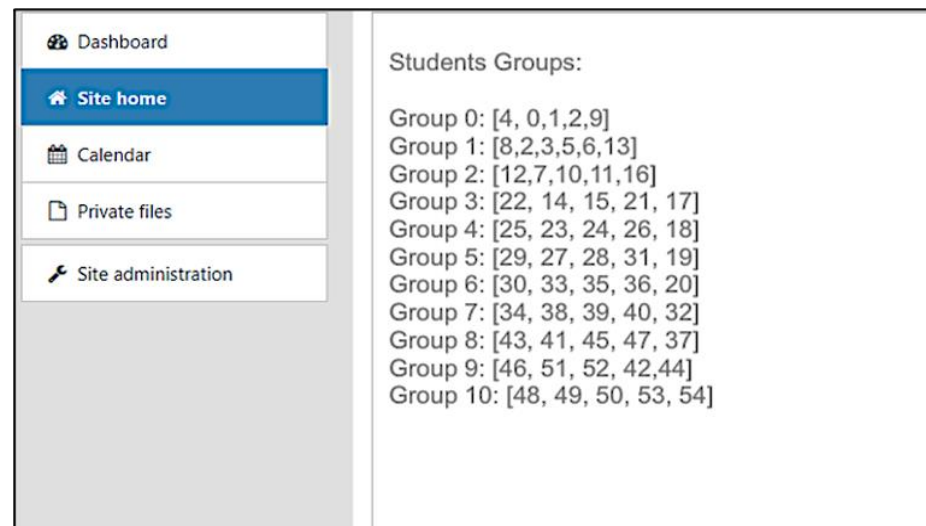 Dashboard
Site home
Calendar
Private files
Site administration
Students Groups:
Group 0: [4, 0,1,2,9]
Group 1: [8,2,3,5,6,13]
Group 2: [12,7,10,11,16]
Group 3: [22, 14, 15, 21, 17]
Group 4: [25, 23, 24, 26, 18]
Group 5: [29, 27, 28, 31, 19]
Group 6: [30, 33, 35, 36, 20]
Group 7: [34, 38, 39, 40, 32]
Group 8: [43, 41, 45, 47, 37]
Group 9: [46, 51, 52, 42,44]
Group 10: [48, 49, 50, 53, 54]